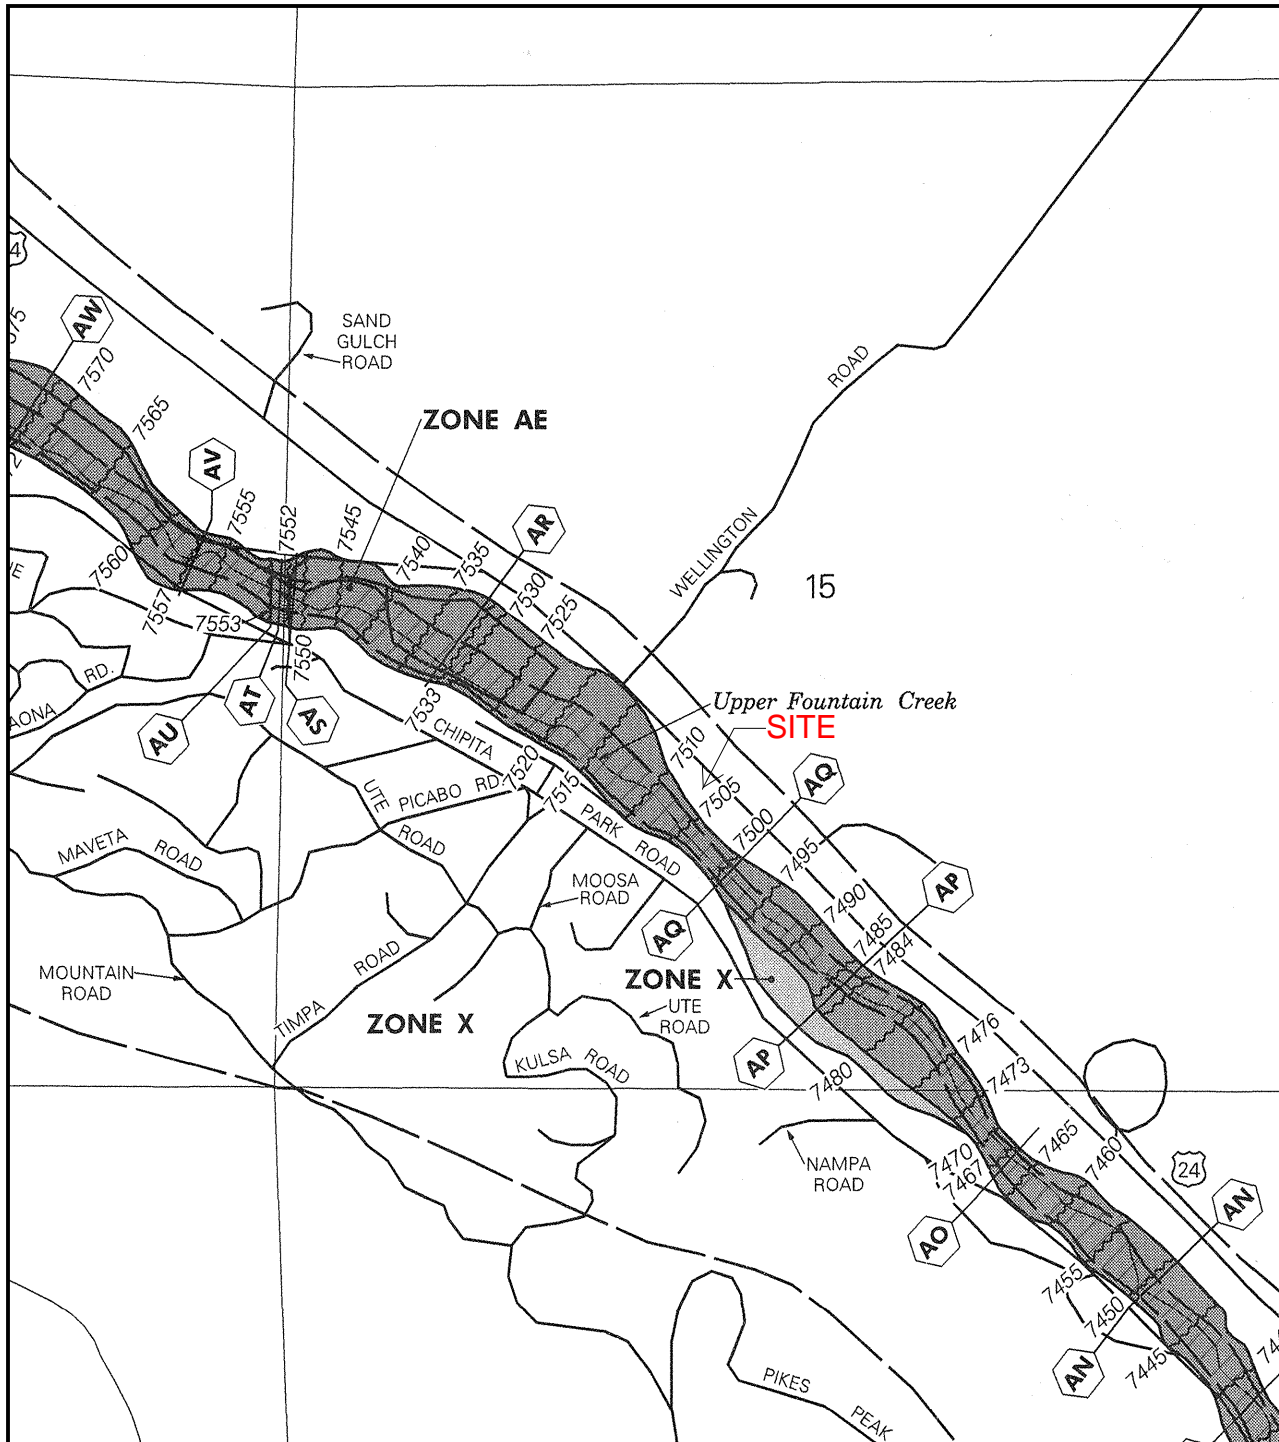 4
AW
7570
7565
SAND
GULCH
ROAD
ZONE AE
AV
7555
7552
7545
7540
7535
AR
7530
7525
ROAD
WELLINGTON
15
7560
7557
7553
7550
7533
AU
AT
AS
AONA
RD.
CHIPITA
PARK
ROAD
7520
7515
UTE
ROAD
PICABO RD.
MAVETA
ROAD
Upper Fountain Creek
SITE
7510
7505
7500
7495
7490
7485
7484
AQ
AQ
AP
AP
MOOSA
ROAD
ZONE X
ZONE X
UTE
ROAD
MOUNTAIN
ROAD
TIMPA
ROAD
KULSA
ROAD
7480
7476
7473
7470
7467
7465
7460
NAMPA
ROAD
24
AO
AN
AN
7455
7450
7445
PIKES
PEAK